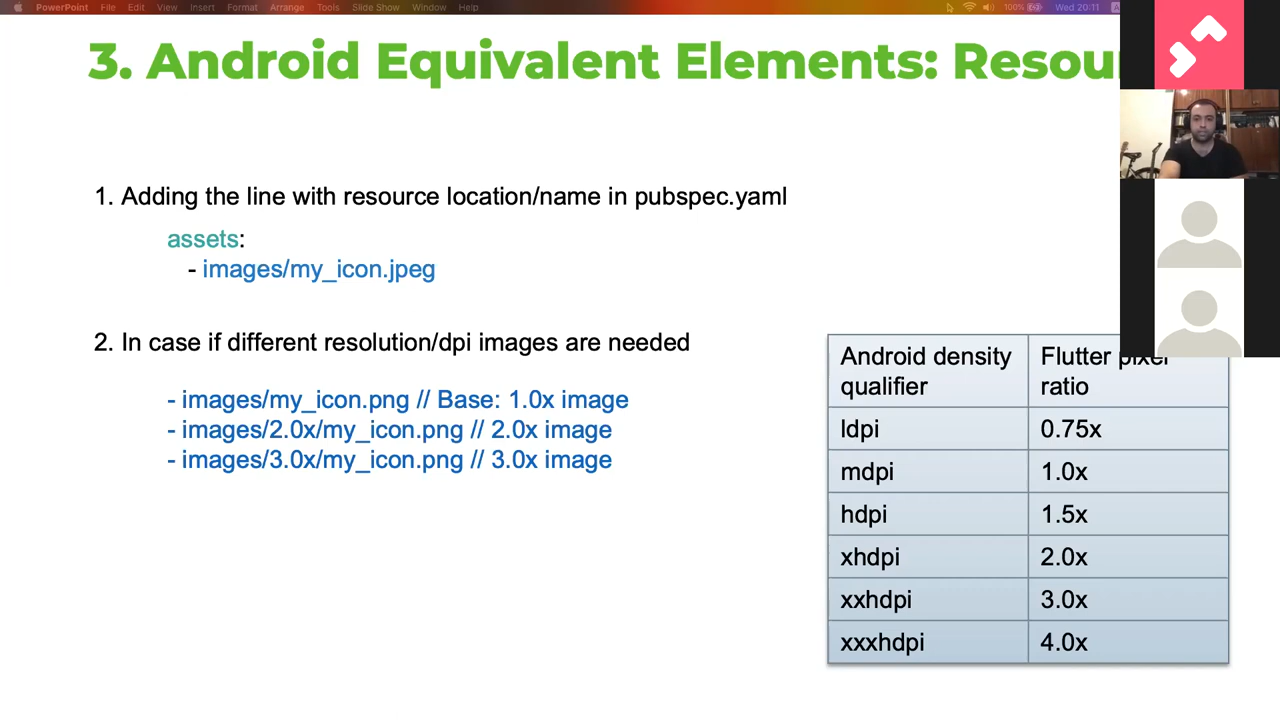 PowerPoint File Edit View Insert Format Arrange Tools Slide Show Window Help 100% Wed 20:11
3. Android Equivalent Elements:
1. Adding the line with resource location/name in pubspec.yaml
assets:
- images/my_icon.jpeg
2. In case if different resolution/dpi images are needed
- images/my_icon.png // Base: 1.0x image
- images/2.0x/my_icon.png // 2.0x image
- images/3.0x/my_icon.png // 3.0x image
Android density qualifier
Flutter pixel ratio
ldpi 0.75x
mdpi 1.0x
hdpi 1.5x
xhdpi 2.0x
xxhdpi 3.0x
xxxhdpi 4.0x